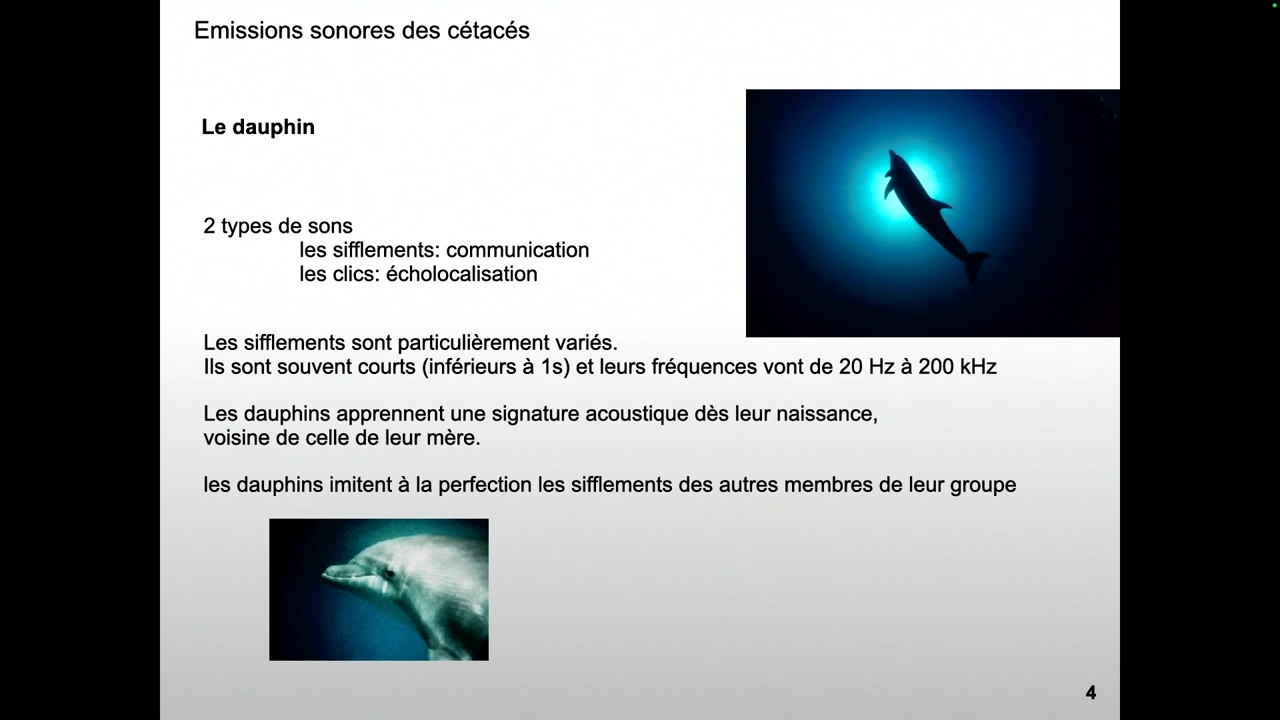 Emissions sonores des cétacés
Le dauphin
2 types de sons
les sifflements: communication
les clics: écholocalisation
Les sifflements sont particulièrement variés.
Ils sont souvent courts (inférieurs à 1s) et leurs fréquences vont de 20 Hz à 200 kHz
Les dauphins apprennent une signature acoustique dès leur naissance,
voisine de celle de leur mère.
les dauphins imitent à la perfection les sifflements des autres membres de leur groupe
4